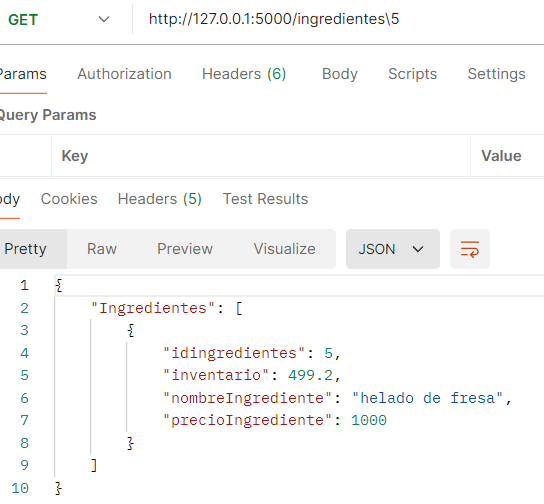 GET http://127.0.0.1:5000/ingredientes\5
Params Authorization Headers (6) Body Scripts Settings
Query Params
Key Value
ody Cookies Headers (5) Test Results
Pretty Raw Preview Visualize JSON
1 {
2 "Ingredientes": [
3 {
4 "idingredientes": 5,
5 "inventario": 499.2,
6 "nombreIngrediente": "helado de fresa",
7 "precioIngrediente": 1000
8 }
9 ]
10 }